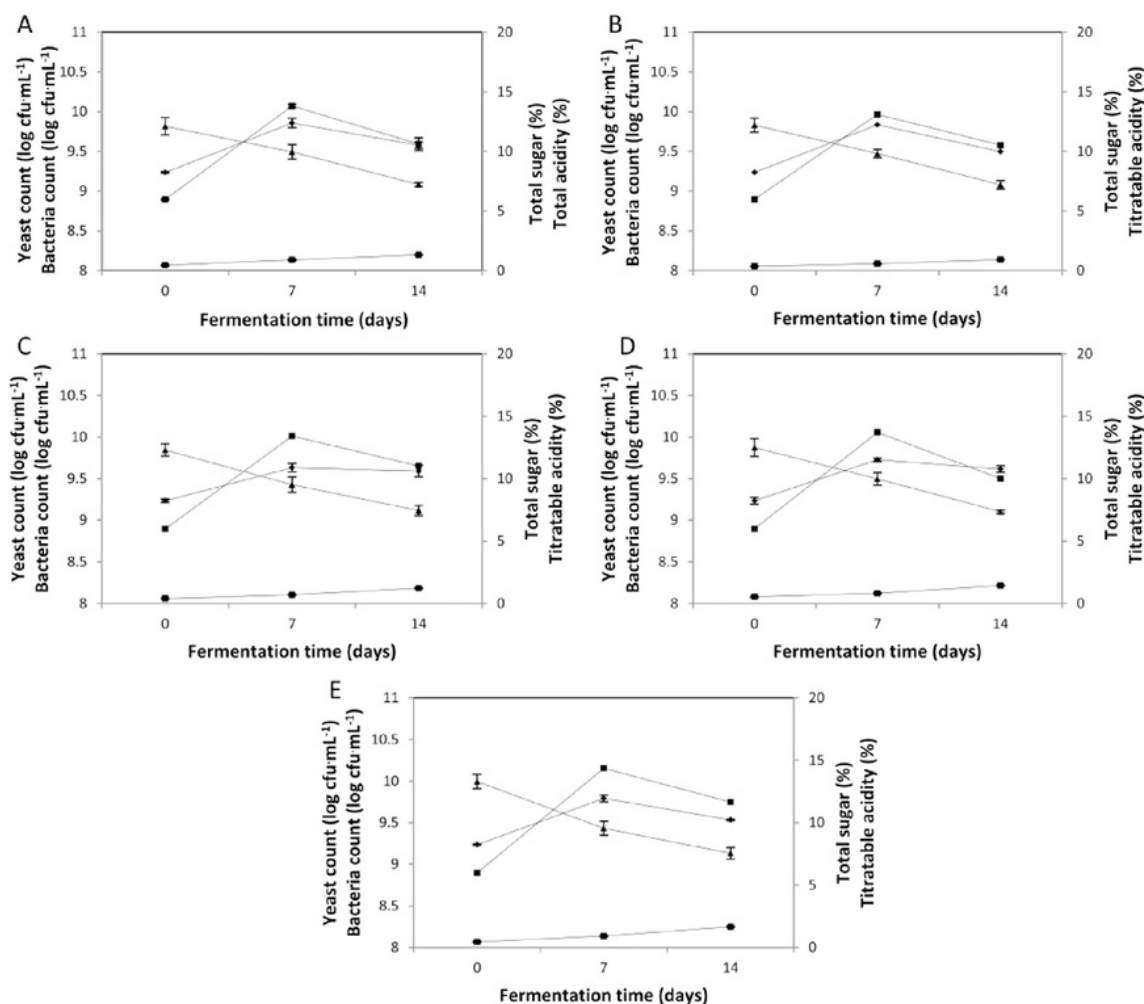 A
Yeast count (log cfu·mL-1)
Bacteria count (log cfu·mL-1)
11
10.5
10
9.5
9
8.5
8
20
15
10
5
0
Total sugar (%)
Total acidity (%)
0 7 14
Fermentation time (days)
B
Yeast count (log cfu·mL-1)
Bacteria count (log cfu·mL-1)
11
10.5
10
9.5
9
8.5
8
20
15
10
5
0
Total sugar (%)
Titratable acidity (%)
0 7 14
Fermentation time (days)
C
Yeast count (log cfu·mL-1)
Bacteria count (log cfu·mL-1)
11
10.5
10
9.5
9
8.5
8
20
15
10
5
0
Total sugar (%)
Titratable acidity (%)
0 7 14
Fermentation time (days)
D
Yeast count (log cfu·mL-1)
Bacteria count (log cfu·mL-1)
11
10.5
10
9.5
9
8.5
8
20
15
10
5
0
Total sugar (%)
Titratable acidity (%)
0 7 14
Fermentation time (days)
E
Yeast count (log cfu·mL-1)
Bacteria count (log cfu·mL-1)
11
10.5
10
9.5
9
8.5
8
20
15
10
5
0
Total sugar (%)
Titratable acidity (%)
0 7 14
Fermentation time (days)